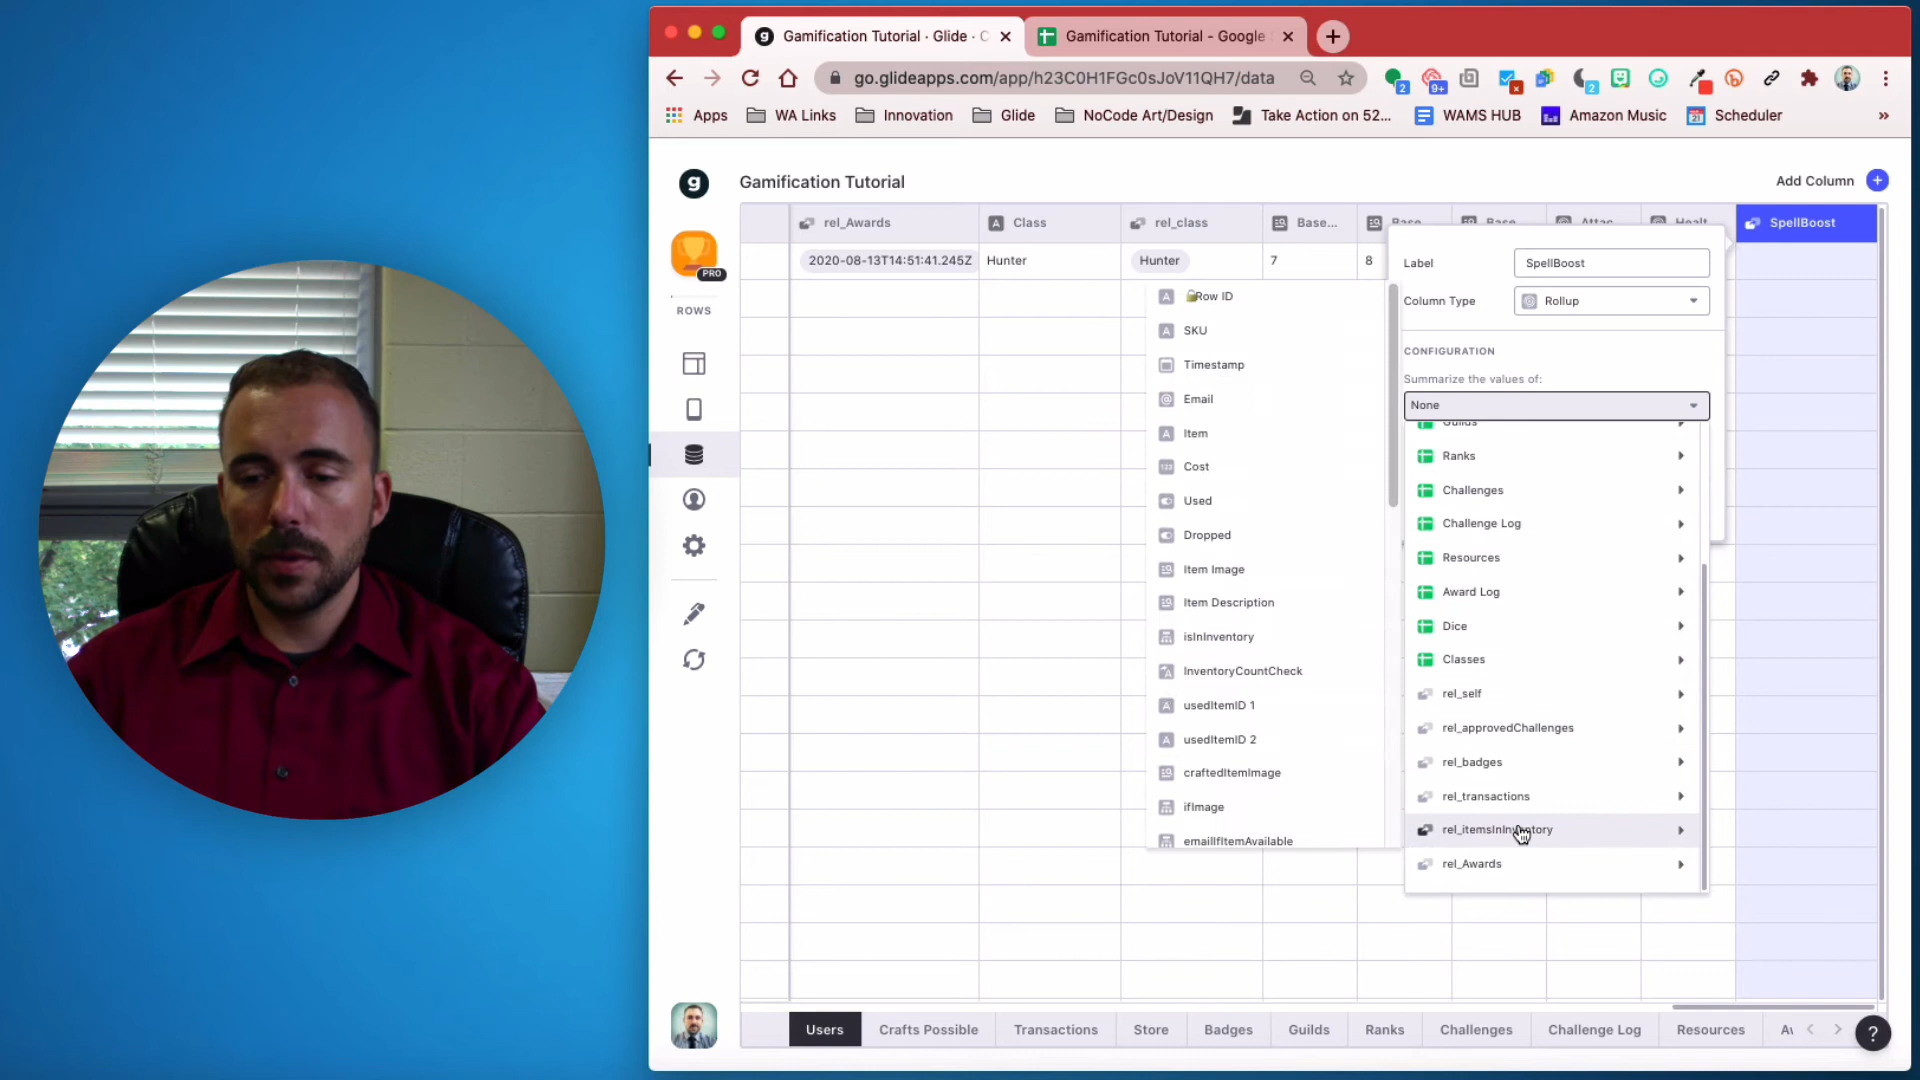 Gamification Tutorial · Glide · C
Gamification Tutorial - Google
go.glideapps.com/app/h23C0H1FGc0sJoV11QH7/data
2
9+
2
Apps
WA Links
Innovation
Glide
NoCode Art/Design
Take Action on 52...
WAMS HUB
Amazon Music
Scheduler
»
g
Gamification Tutorial
Add Column
PRO
ROWS
rel_Awards
Class
rel_class
Base...
Base
Base
Attac
Healt
SpellBoost
2020-08-13T14:51:41.245Z
Hunter
Hunter
7
8
Label
SpellBoost
Column Type
Rollup
CONFIGURATION
Summarize the values of:
None
Row ID
SKU
Timestamp
Email
Item
Cost
Used
Dropped
Item Image
Item Description
isInInventory
InventoryCountCheck
usedItemID 1
usedItemID 2
craftedItemImage
ifImage
emailIfItemAvailable
Guilds
Ranks
Challenges
Challenge Log
Resources
Award Log
Dice
Classes
rel_self
rel_approvedChallenges
rel_badges
rel_transactions
rel_itemsInInventory
rel_Awards
Users
Crafts Possible
Transactions
Store
Badges
Guilds
Ranks
Challenges
Challenge Log
Resources
?